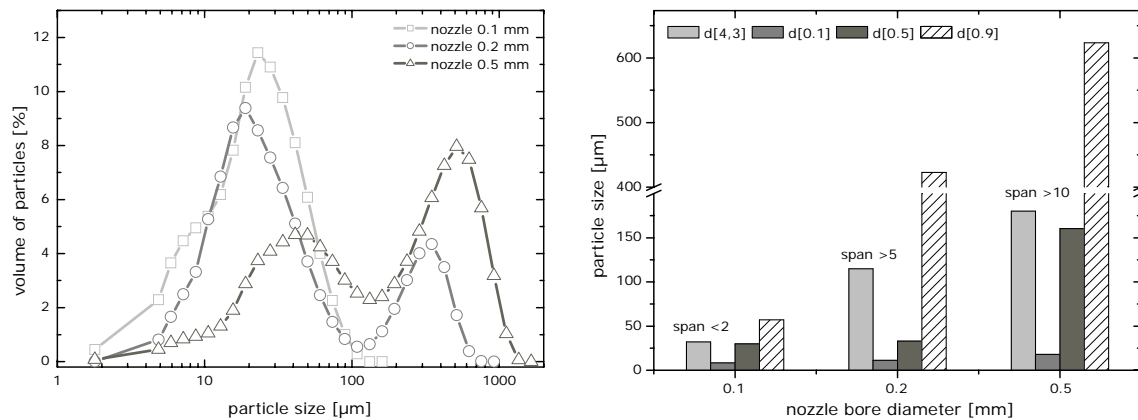 nozzle 0.1 mm
nozzle 0.2 mm
nozzle 0.5 mm
12
10
8
6
4
2
0
volume of particles [%]
1 10 100 1000
particle size [µm]
d[4,3] d[0.1] d[0.5] d[0.9]
600
500
400
150
100
50
0
particle size [µm]
span <2
span >5
span >10
0.1 0.2 0.5
nozzle bore diameter [mm]